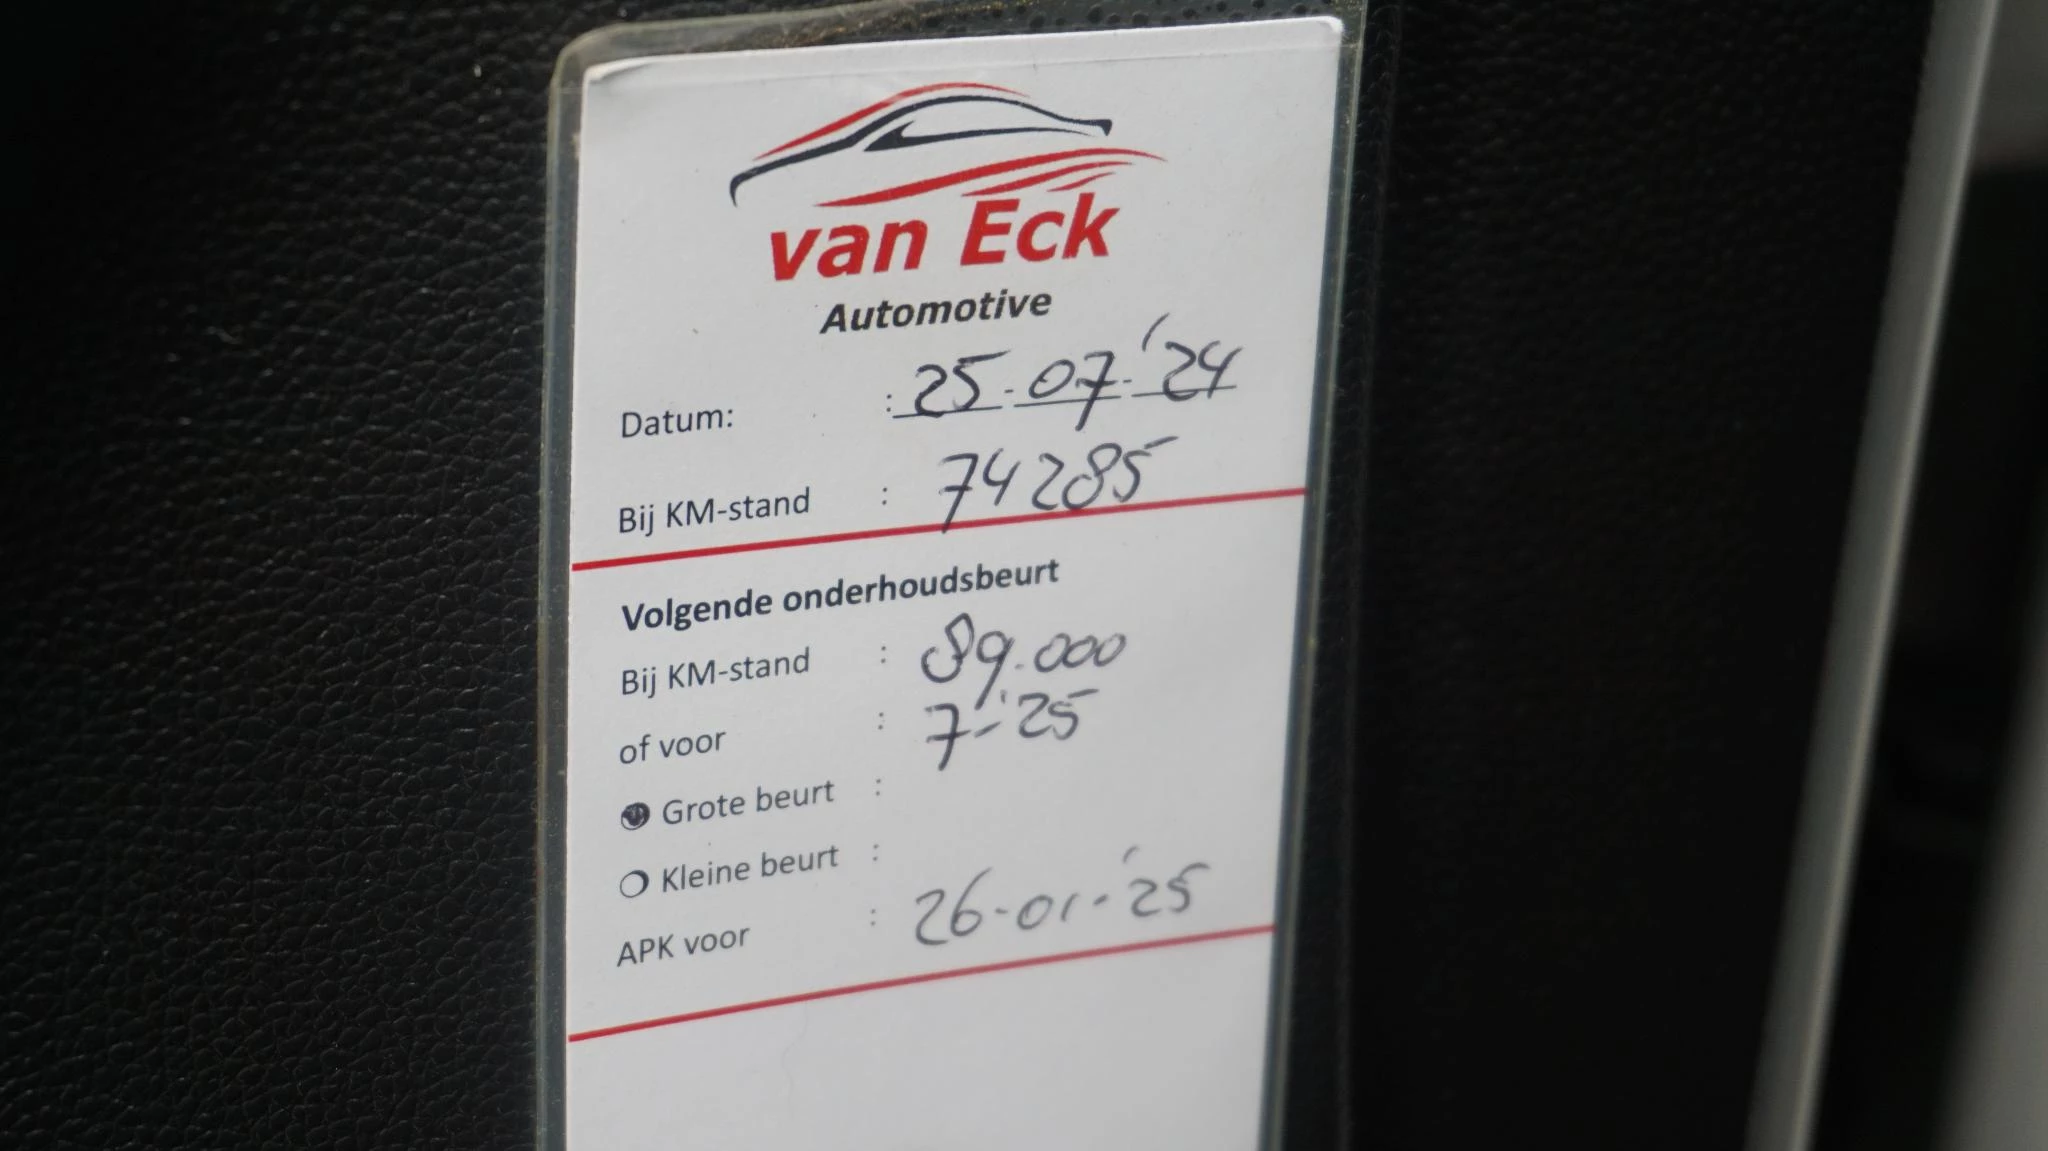 van Eck
Automotive
Datum: : 25-07-'24
Bij KM-stand : 74285
Volgende onderhoudsbeurt
Bij KM-stand : 89.000
of voor : 7-'25
Grote beurt :
Kleine beurt :
APK voor : 26-01-'25